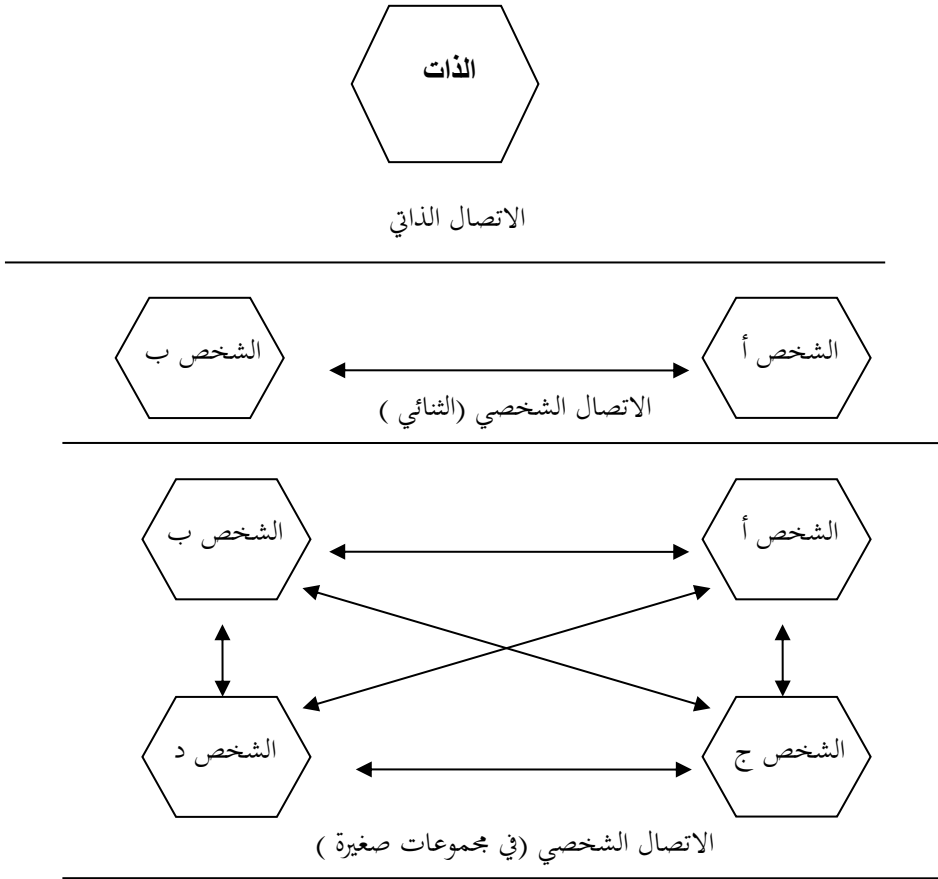 الذات
الاتصال الذاتي
الشخص أ
الشخص ب
الاتصال الشخصي (الثنائي )
الشخص أ
الشخص ب
الشخص ج
الشخص د
الاتصال الشخصي (في مجموعات صغيرة )